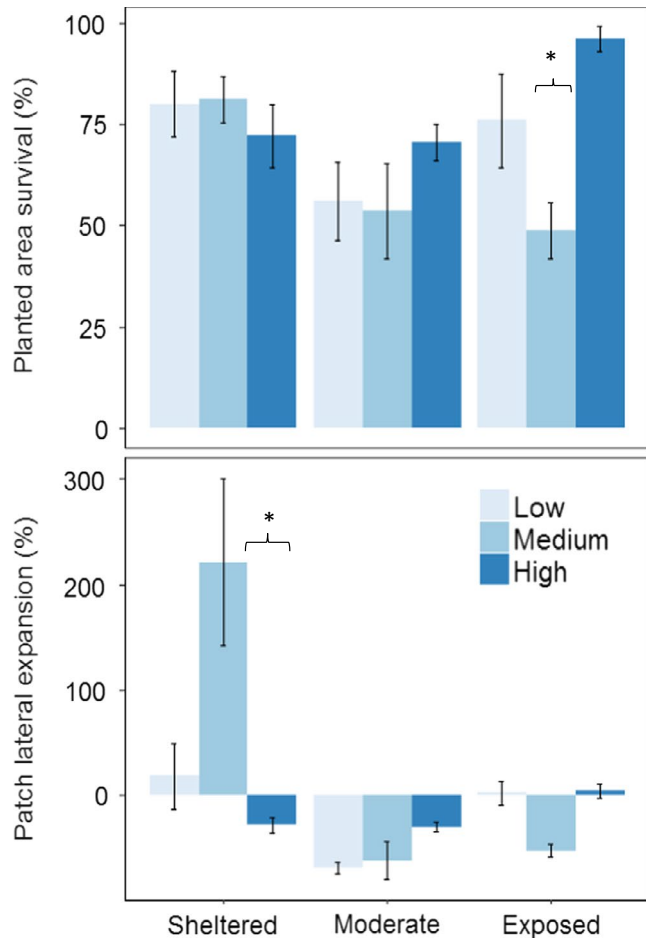 Planted area survival (%)
100
75
50
25
0
*
Patch lateral expansion (%)
300
200
100
0
*
Low
Medium
High
Sheltered Moderate Exposed